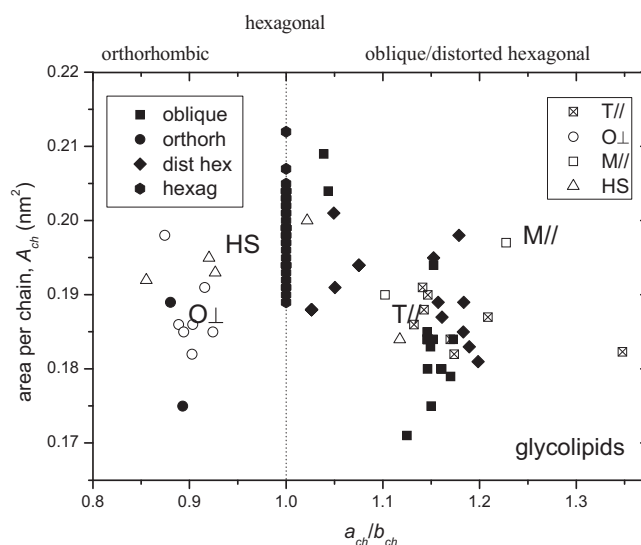 hexagonal
orthorhombic
oblique/distorted hexagonal
0.22
0.21
0.20
0.19
0.18
0.17
area per chain, A_ch (nm²)
oblique
orthorh
dist hex
hexag
T//
O⊥
M//
HS
HS
M//
O⊥
T//
glycolipids
0.8
0.9
1.0
1.1
1.2
1.3
a_ch/b_ch